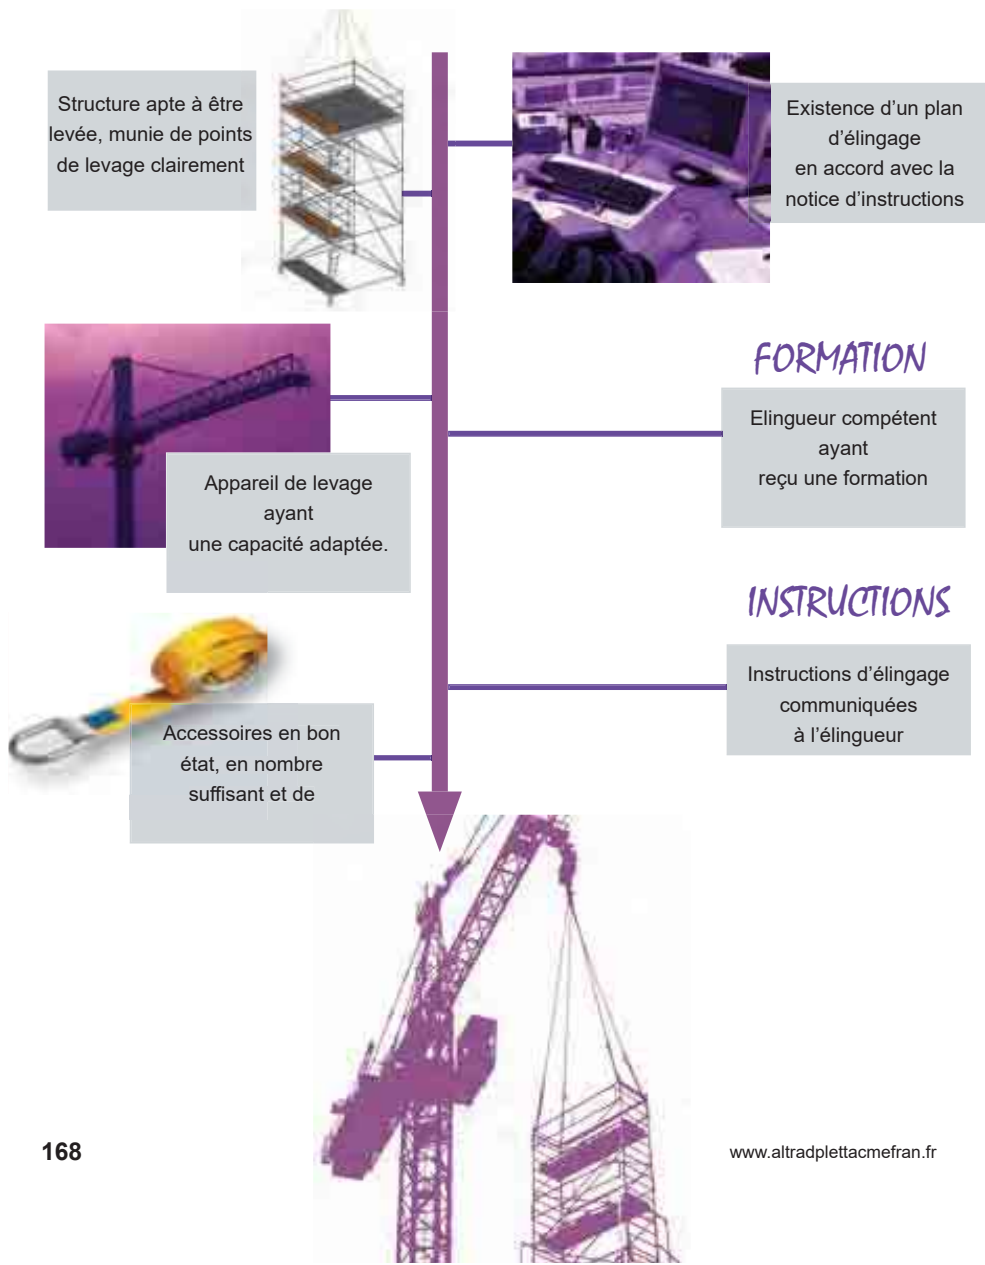 Structure apte à être
levée, munie de points
de levage clairement
Existence d'un plan
d'élingage
en accord avec la
notice d'instructions
FORMATION
Elingueur compétent
ayant
reçu une formation
Appareil de levage
ayant
une capacité adaptée.
INSTRUCTIONS
Instructions d'élingage
communiquées
à l'élingueur
Accessoires en bon
état, en nombre
suffisant et de
168
www.altradplettacmefran.fr